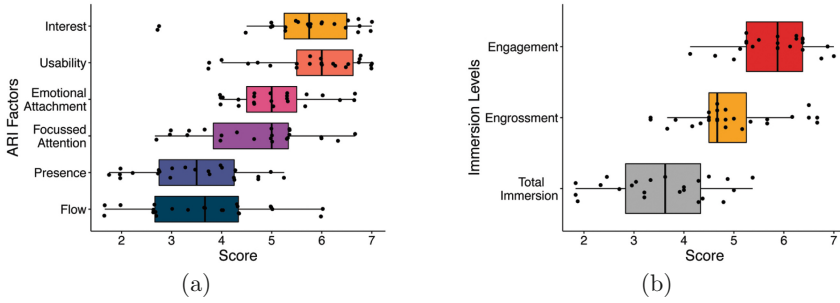 ARI Factors
Interest
Usability
Emotional
Attachment
Focussed
Attention
Presence
Flow
2 3 4 5 6 7
Score
(a)
Immersion Levels
Engagement
Engrossment
Total
Immersion
2 3 4 5 6 7
Score
(b)